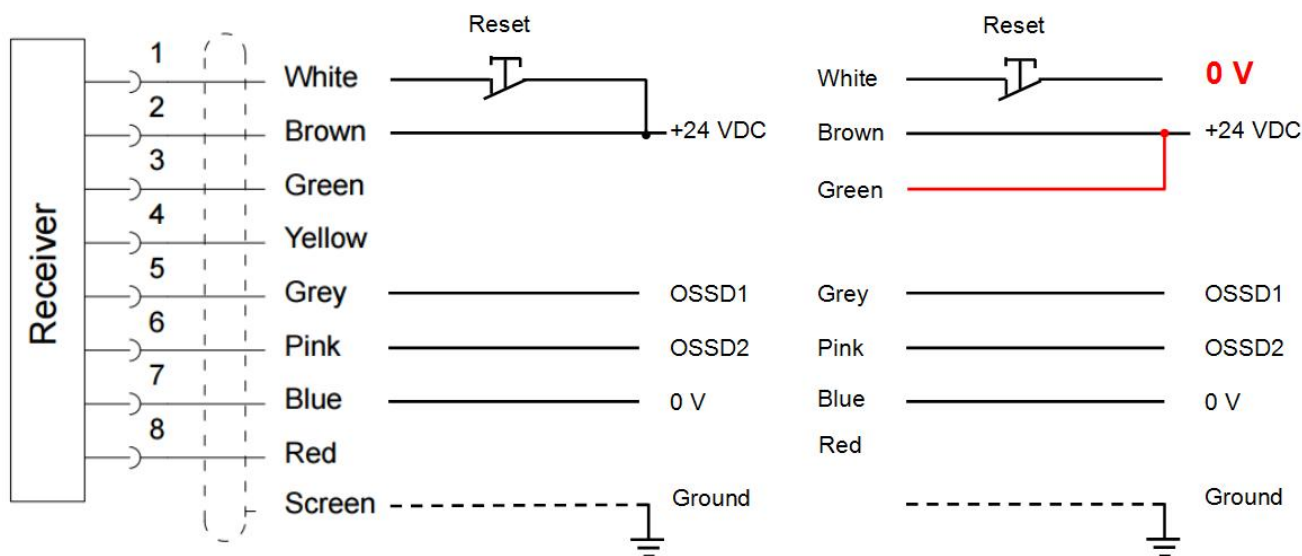 Receiver
1
2
3
4
5
6
7
8
White
Brown
Green
Yellow
Grey
Pink
Blue
Red
Screen
Reset
+24 VDC
OSSD1
OSSD2
0 V
Ground
Reset
White
Brown
Green
Grey
Pink
Blue
Red
0 V
+24 VDC
OSSD1
OSSD2
0 V
Ground